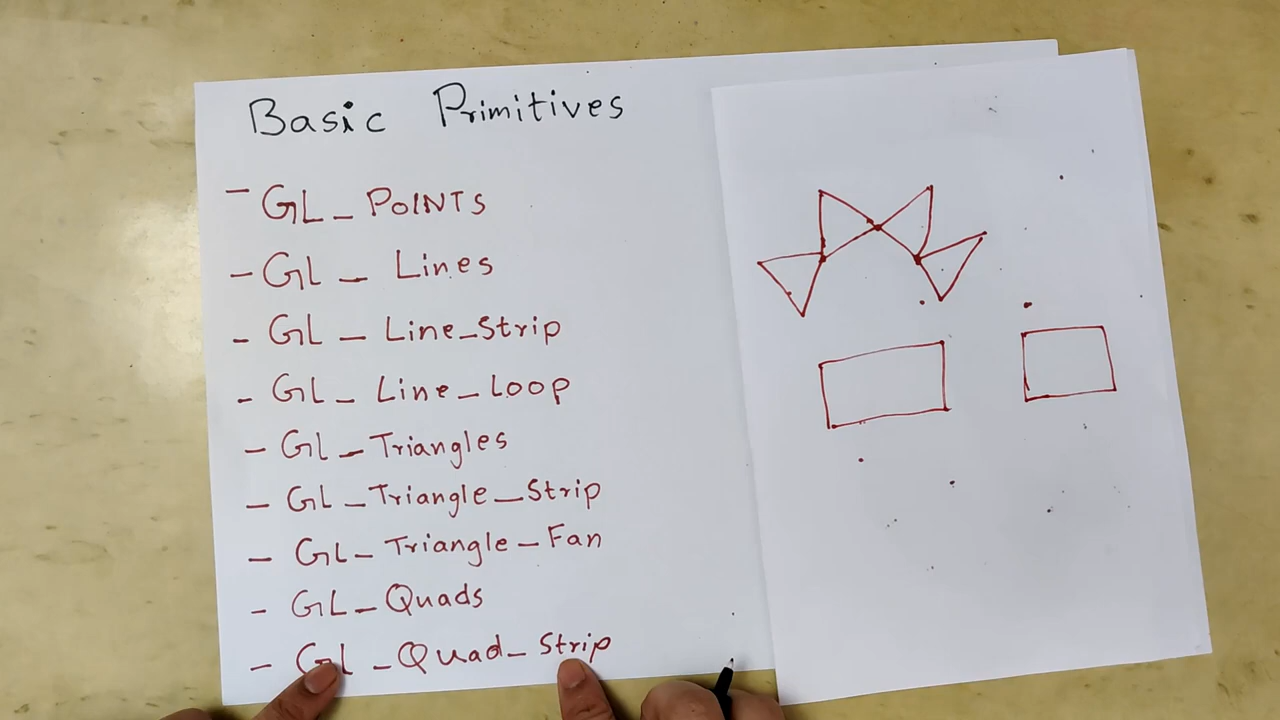 Basic Primitives
- GL_POINTS
- GL_Lines
- GL_Line_Strip
- GL_Line_Loop
- GL_Triangles
- GL_Triangle_Strip
- GL_Triangle_Fan
- GL_Quads
- GL_Quad_Strip